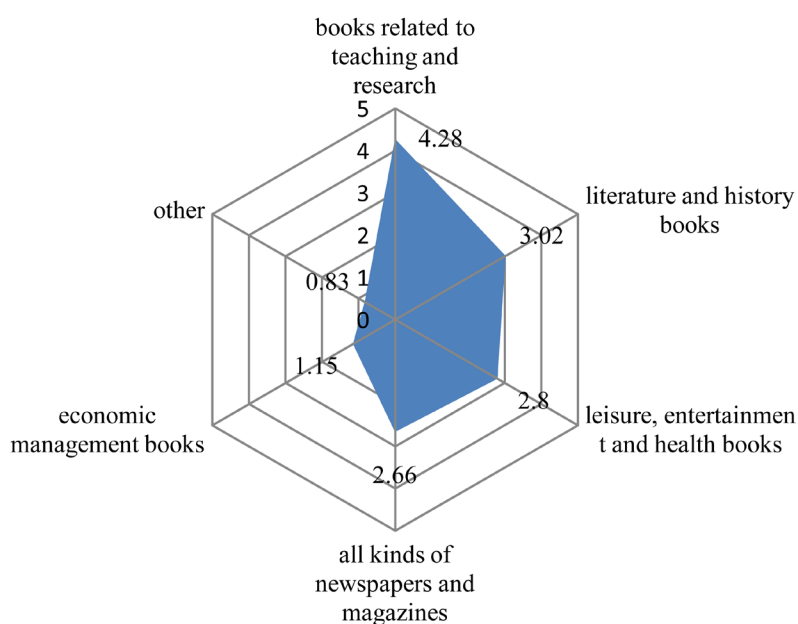 books related to
teaching and
research
5
4.28
4
3
literature and history
books
other
2
3.02
0.83
1
0
1.15
2.8
economic
management books
leisure, entertainmen
t and health books
2.66
all kinds of
newspapers and
magazines